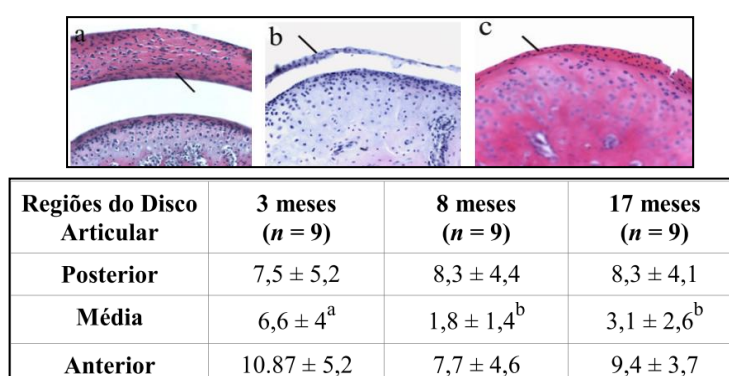 a
b
c
Regiões do Disco Articular 3 meses (n = 9) 8 meses (n = 9) 17 meses (n = 9)
Posterior 7,5 ± 5,2 8,3 ± 4,4 8,3 ± 4,1
Média 6,6 ± 4a 1,8 ± 1,4b 3,1 ± 2,6b
Anterior 10.87 ± 5,2 7,7 ± 4,6 9,4 ± 3,7